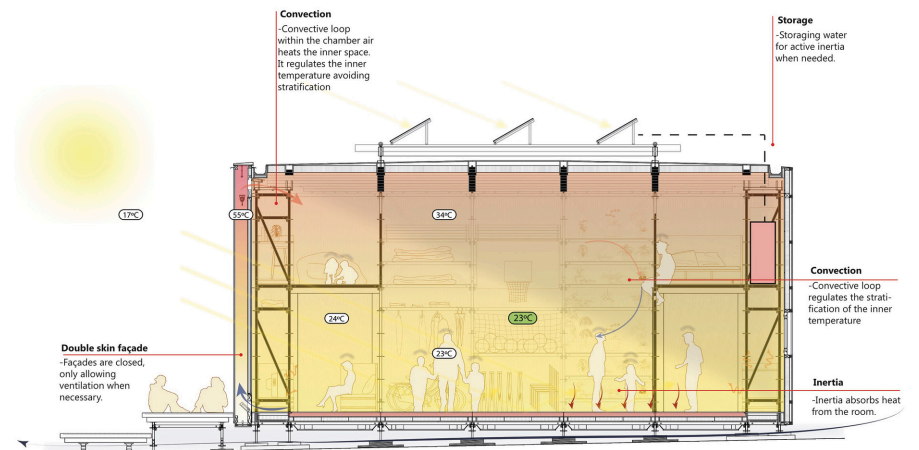 Convection
-Convective loop
within the chamber air
heats the inner space.
It regulates the inner
temperature avoiding
stratification
Storage
-Storaging water
for active inertia
when needed.
17ºC
55ºC
34ºC
24ºC
23ºC
23ºC
Convection
-Convective loop
regulates the strati-
fication of the inner
temperature
Double skin façade
-Façades are closed,
only allowing
ventilation when
necessary.
Inertia
-Inertia absorbs heat
from the room.